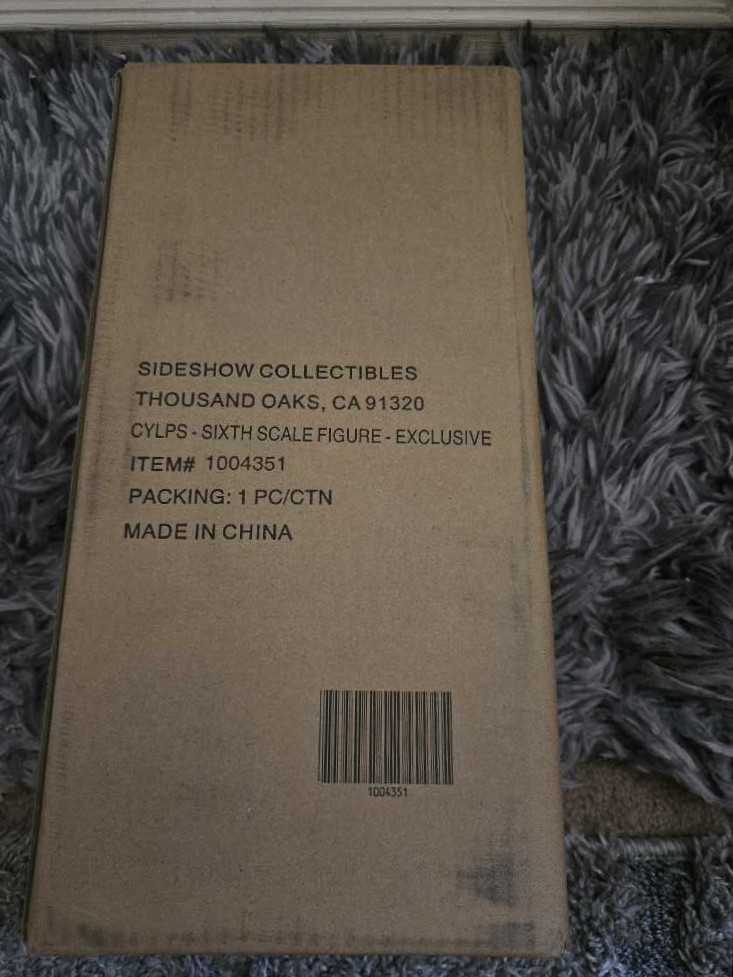 SIDESHOW COLLECTIBLES
THOUSAND OAKS, CA 91320
CYLPS - SIXTH SCALE FIGURE - EXCLUSIVE
ITEM# 1004351
PACKING: 1 PC/CTN
MADE IN CHINA
1004351